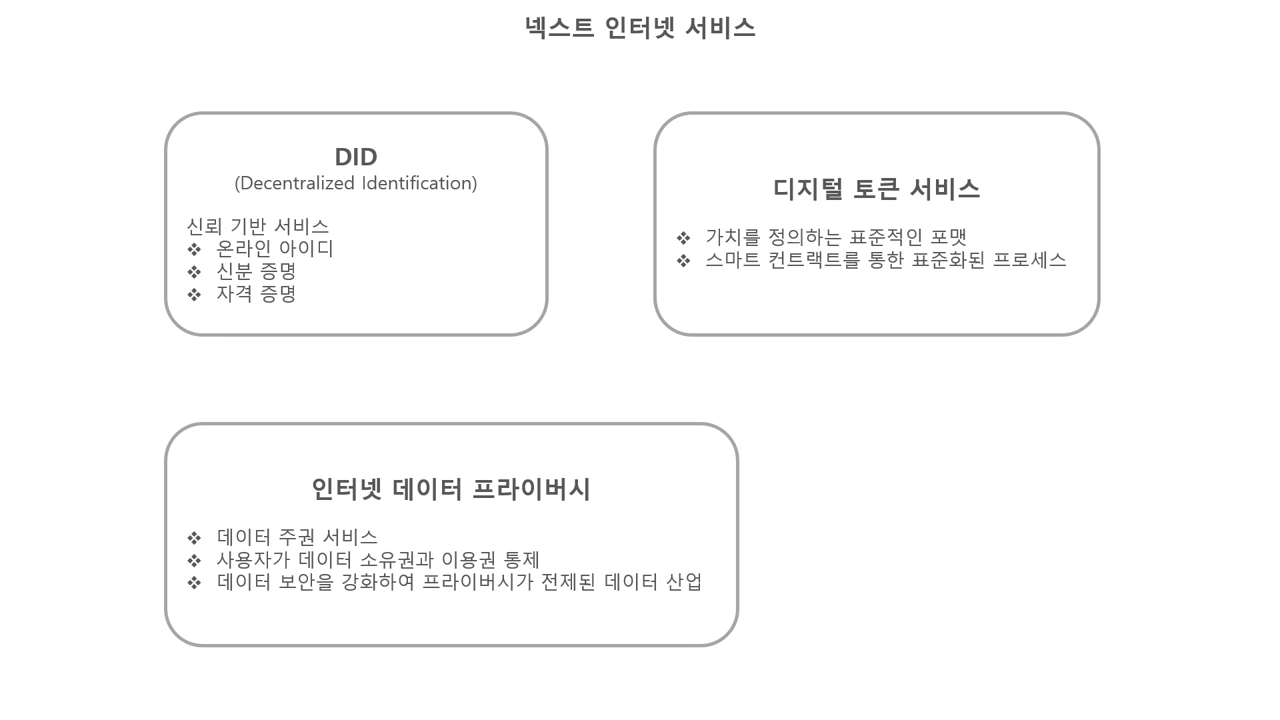 넥스트 인터넷 서비스
DID
(Decentralized Identification)
신뢰 기반 서비스
❖ 온라인 아이디
❖ 신분 증명
❖ 자격 증명
디지털 토큰 서비스
❖ 가치를 정의하는 표준적인 포맷
❖ 스마트 컨트랙트를 통한 표준화된 프로세스
인터넷 데이터 프라이버시
❖ 데이터 주권 서비스
❖ 사용자가 데이터 소유권과 이용권 통제
❖ 데이터 보안을 강화하여 프라이버시가 전제된 데이터 산업